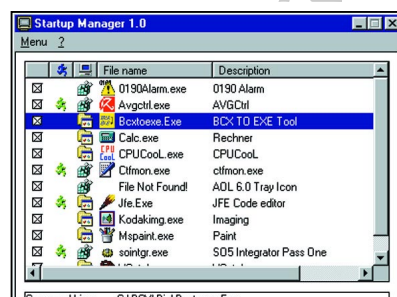 Startup Manager 1.0
Menu ?
File name Description
0190Alarm.exe 0190 Alarm
Avgctrl.exe AVGCtrl
Bcxtoexe.Exe BCX TO EXE Tool
Calc.exe Rechner
CPUCooL.exe CPUCooL
Ctfmon.exe ctfmon.exe
File Not Found! AOL 6.0 Tray Icon
Jfe.Exe JFE Code editor
Kodakimg.exe Imaging
Mspaint.exe Paint
sointgr.exe SO5 Integrator Pass One